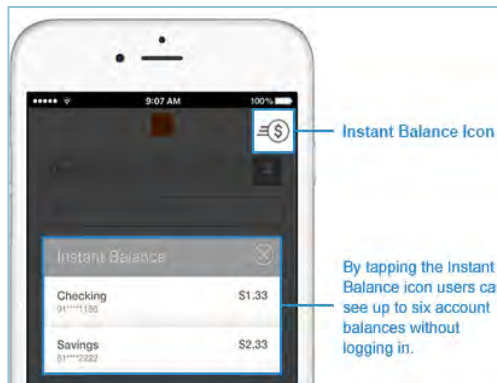 9:07 AM
100%
Instant Balance Icon
Instant Balance
Checking
$1.33
Savings
$2.33
By tapping the Instant
Balance icon users can
see up to six account
balances without
logging in.